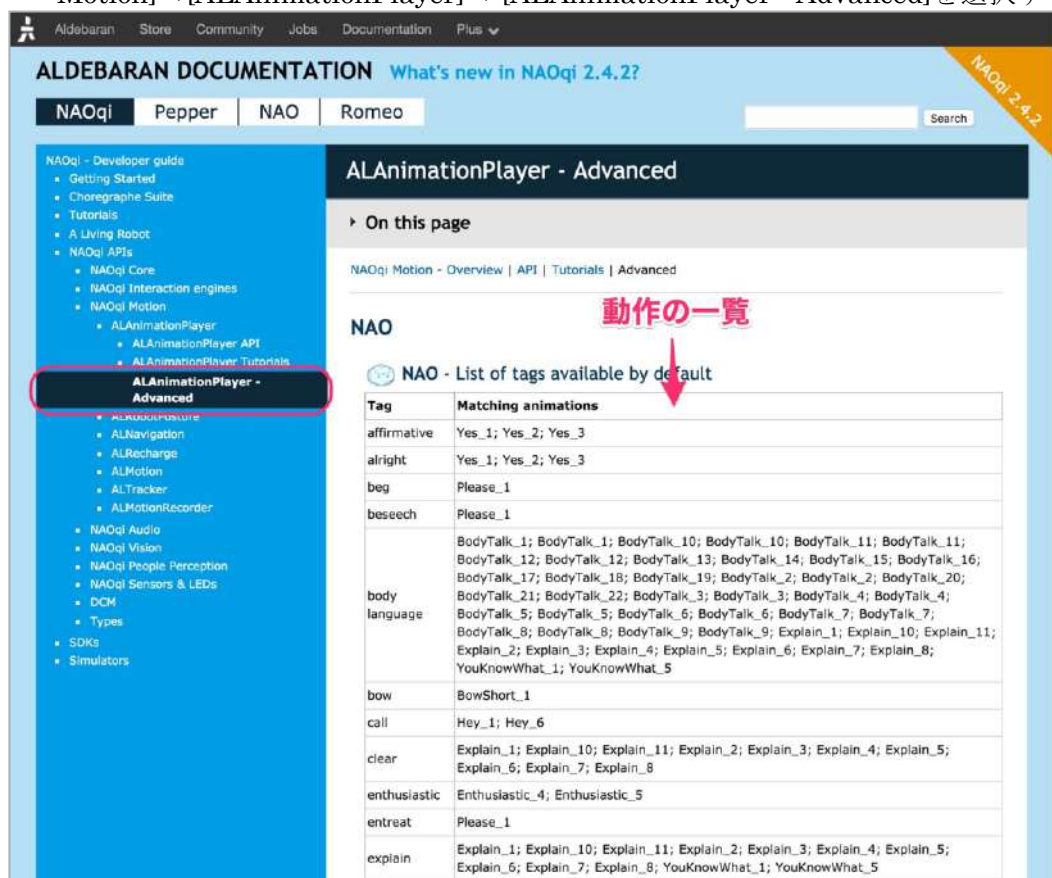 Motion]→[ALAnimationPlayer]→[ALAnimationPlayer - Advanced]を選択す
Aldebaran Store Community Jobs Documentation Plus
ALDEBARAN DOCUMENTATION What's new in NAOqi 2.4.2?
NAOqi 2.4.2
NAOqi Pepper NAO Romeo
Search
NAOqi - Developer guide
Getting Started
Choregraphe Suite
Tutorials
A Living Robot
NAOqi APIs
NAOqi Core
NAOqi Interaction engines
NAOqi Motion
ALAnimationPlayer
ALAnimationPlayer API
ALAnimationPlayer Tutorials
ALAnimationPlayer -
Advanced
ALRobotPosture
ALNavigation
ALRecharge
ALMotion
ALTracker
ALMotionRecorder
NAOqi Audio
NAOqi Vision
NAOqi People Perception
NAOqi Sensors & LEDs
DCM
Types
SDKs
Simulators
ALAnimationPlayer - Advanced
On this page
NAOqi Motion - Overview | API | Tutorials | Advanced
動作の一覧
NAO
NAO - List of tags available by default
Tag Matching animations
affirmative Yes_1; Yes_2; Yes_3
alright Yes_1; Yes_2; Yes_3
beg Please_1
beseech Please_1
body
language
BodyTalk_1; BodyTalk_1; BodyTalk_10; BodyTalk_10; BodyTalk_11; BodyTalk_11;
BodyTalk_12; BodyTalk_12; BodyTalk_13; BodyTalk_14; BodyTalk_15; BodyTalk_16;
BodyTalk_17; BodyTalk_18; BodyTalk_19; BodyTalk_2; BodyTalk_2; BodyTalk_20;
BodyTalk_21; BodyTalk_22; BodyTalk_3; BodyTalk_3; BodyTalk_4; BodyTalk_4;
BodyTalk_5; BodyTalk_5; BodyTalk_6; BodyTalk_6; BodyTalk_7; BodyTalk_7;
BodyTalk_8; BodyTalk_8; BodyTalk_9; BodyTalk_9; Explain_1; Explain_10; Explain_11;
Explain_2; Explain_3; Explain_4; Explain_5; Explain_6; Explain_7; Explain_8;
YouKnowWhat_1; YouKnowWhat_5
bow BowShort_1
call Hey_1; Hey_6
clear
Explain_1; Explain_10; Explain_11; Explain_2; Explain_3; Explain_4; Explain_5;
Explain_6; Explain_7; Explain_8
enthusiastic Enthusiastic_4; Enthusiastic_5
entreat Please_1
explain
Explain_1; Explain_10; Explain_11; Explain_2; Explain_3; Explain_4; Explain_5;
Explain_6; Explain_7; Explain_8; YouKnowWhat_1; YouKnowWhat_5